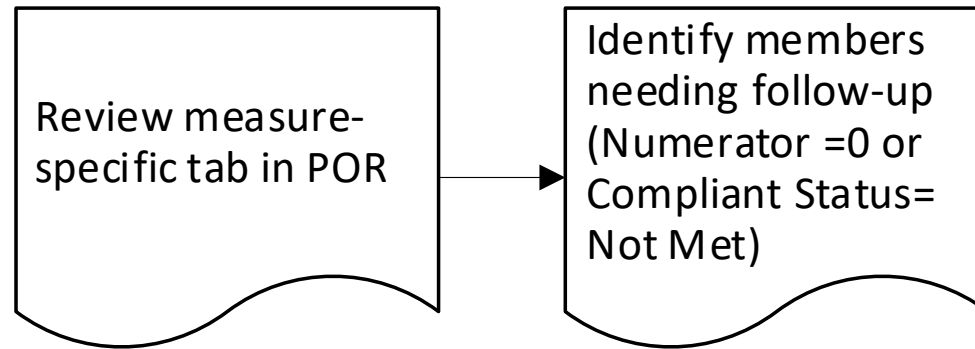 Review measure-
specific tab in POR
Identify members
needing follow-up
(Numerator =0 or
Compliant Status=
Not Met)